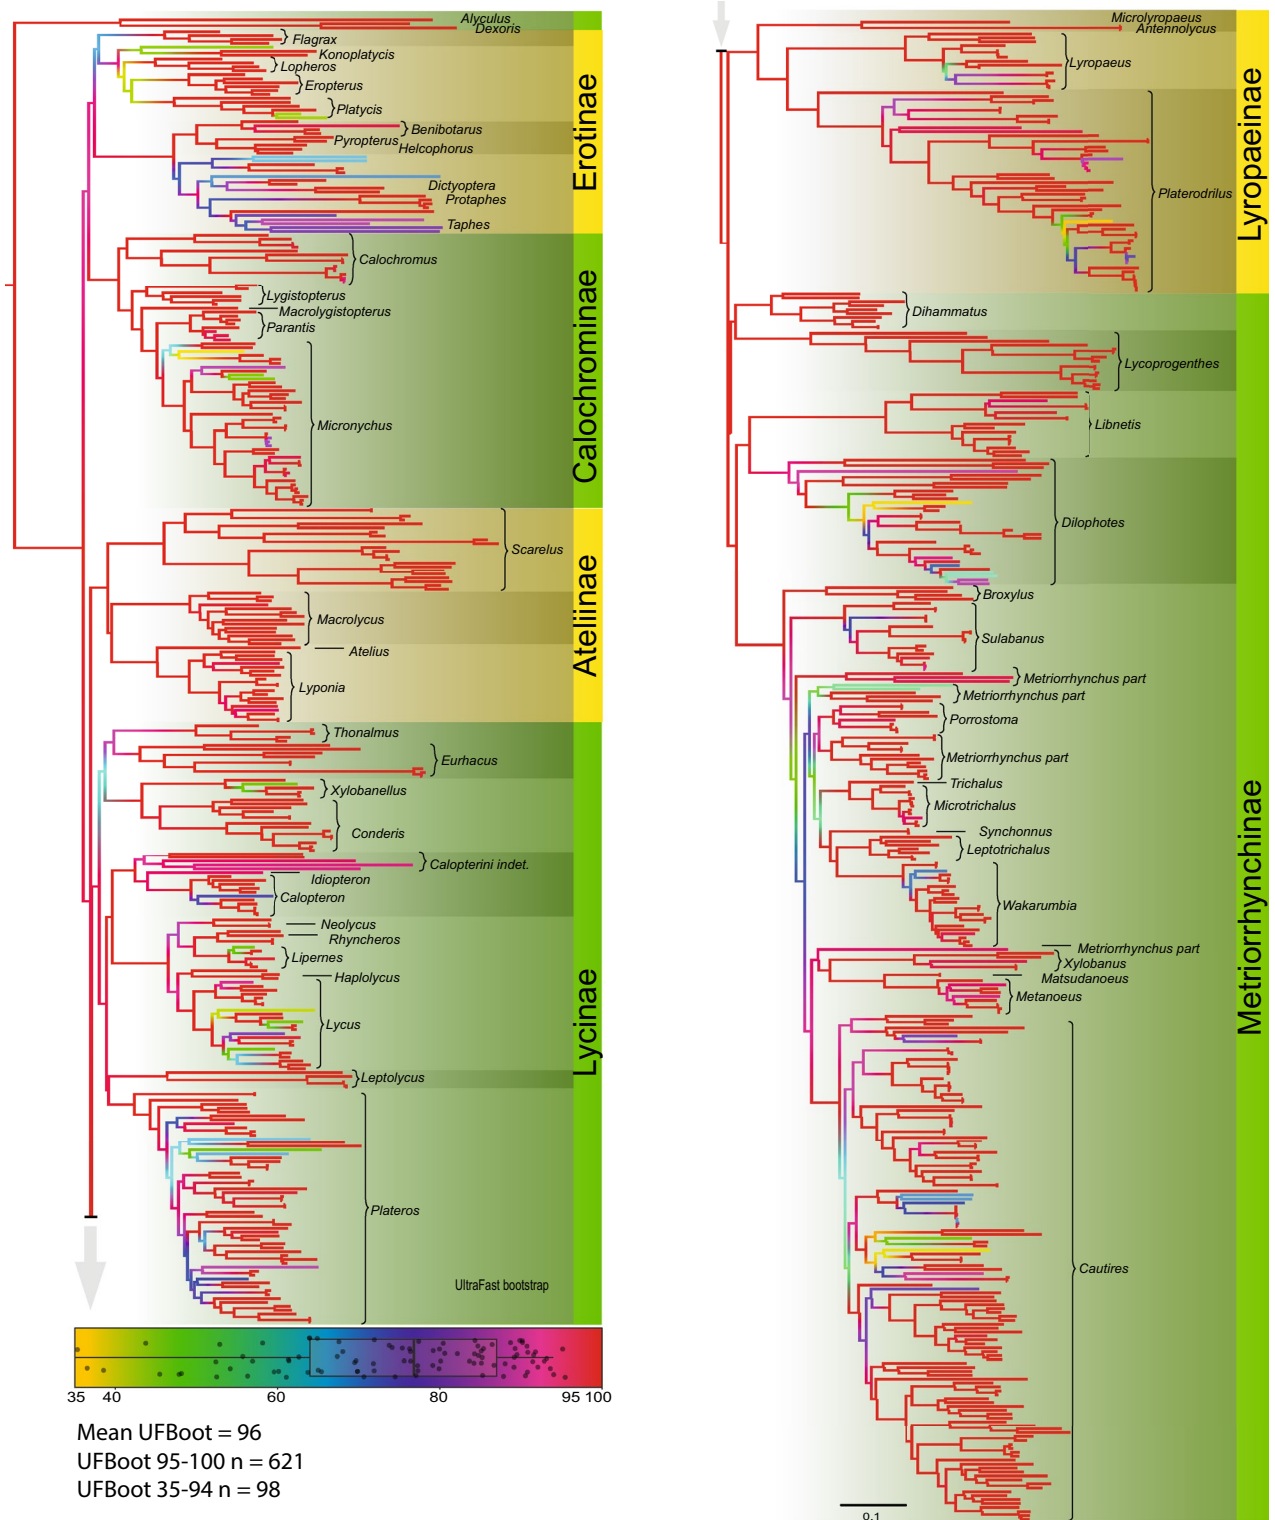 Alyculus
Dexoris
Flagrax
Konoplatycis
Lopheros
Eropterus
Platycis
Benibotarus
Pyropterus
Helcophorus
Dictyoptera
Protaphes
Taphes
Erotinae
Calochromus
Lygistopterus
Macrolygistopterus
Parantis
Micronychus
Calochrominae
Scarelus
Macrolycus
Atelius
Lyponia
Ateliinae
Thonalmus
Eurhacus
Xylobanellus
Conderis
Calopterini indet.
Idiopteron
Calopteron
Neolycus
Rhyncheros
Lipernes
Haplolycus
Lycus
Leptolycus
Plateros
Lycinae
UltraFast bootstrap
35 40 60 80 95 100
Mean UFBoot = 96
UFBoot 95-100 n = 621
UFBoot 35-94 n = 98
Microlyropaeus
Antennolycus
Lyropaeus
Platerodrilus
Lyropaeinae
Dihammatus
Lycoprogenthes
Libnetis
Dilophotes
Broxylus
Sulabanus
Metriorrhynchus part
Metriorrhynchus part
Porrostoma
Metriorrhynchus part
Trichalus
Microtrichalus
Synchonnus
Leptotrichalus
Wakarumbia
Metriorrhynchus part
Xylobanus
Matsudanoeus
Metanoeus
Cautires
Metriorrhynchinae
0.1